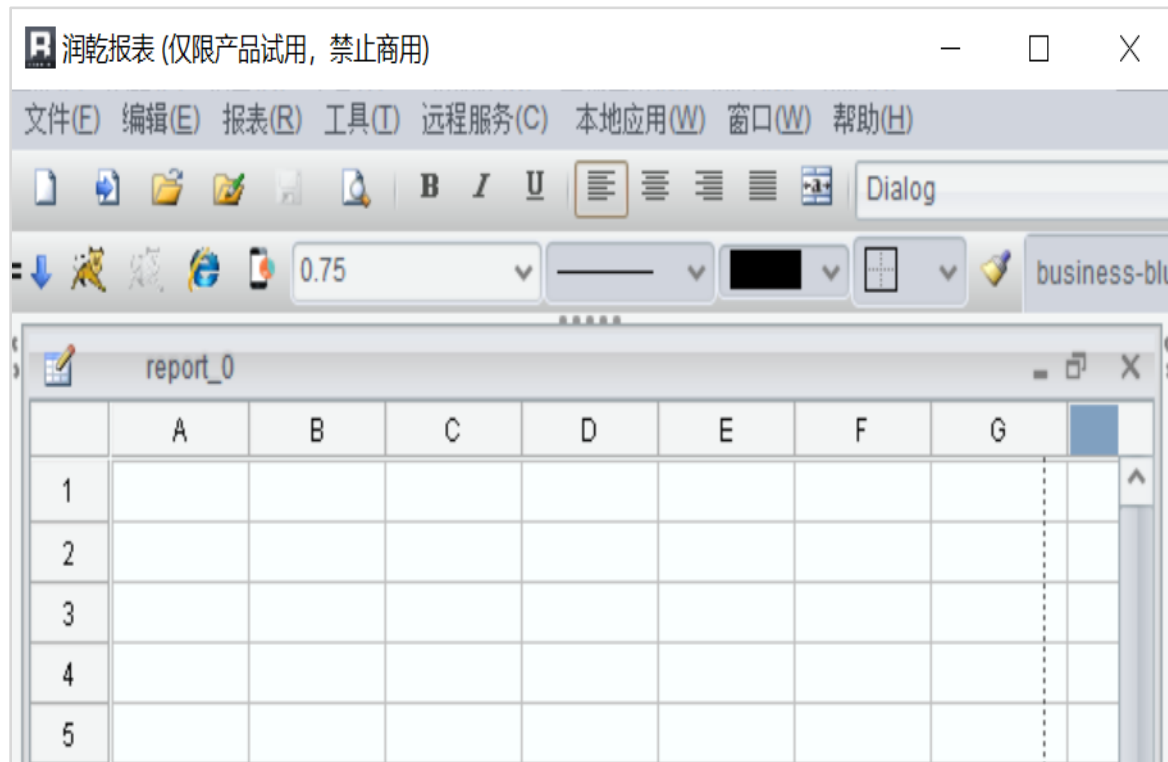 润乾报表 (仅限产品试用，禁止商用)
文件(F) 编辑(E) 报表(R) 工具(T) 远程服务(C) 本地应用(W) 窗口(W) 帮助(H)
B I U Dialog
0.75 business-blu
report_0
A B C D E F G
1
2
3
4
5